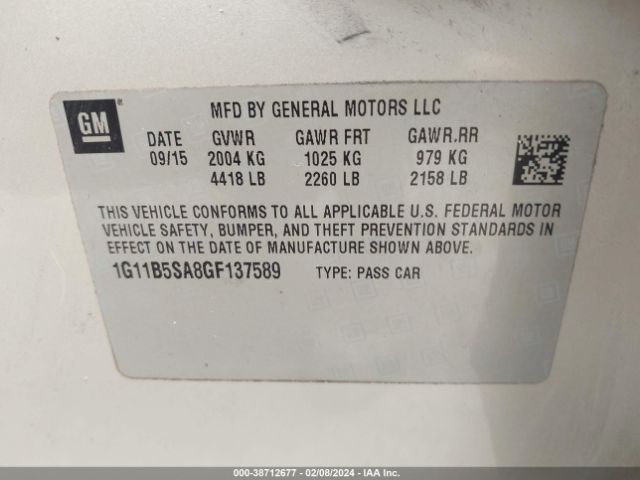 GM
MFD BY GENERAL MOTORS LLC
DATE GVWR GAWR FRT GAWR.RR
09/15 2004 KG 1025 KG 979 KG
4418 LB 2260 LB 2158 LB
THIS VEHICLE CONFORMS TO ALL APPLICABLE U.S. FEDERAL MOTOR
VEHICLE SAFETY, BUMPER, AND THEFT PREVENTION STANDARDS IN
EFFECT ON THE DATE OF MANUFACTURE SHOWN ABOVE.
1G11B5SA8GF137589 TYPE: PASS CAR
000-38712677 - 02/08/2024 - IAA Inc.